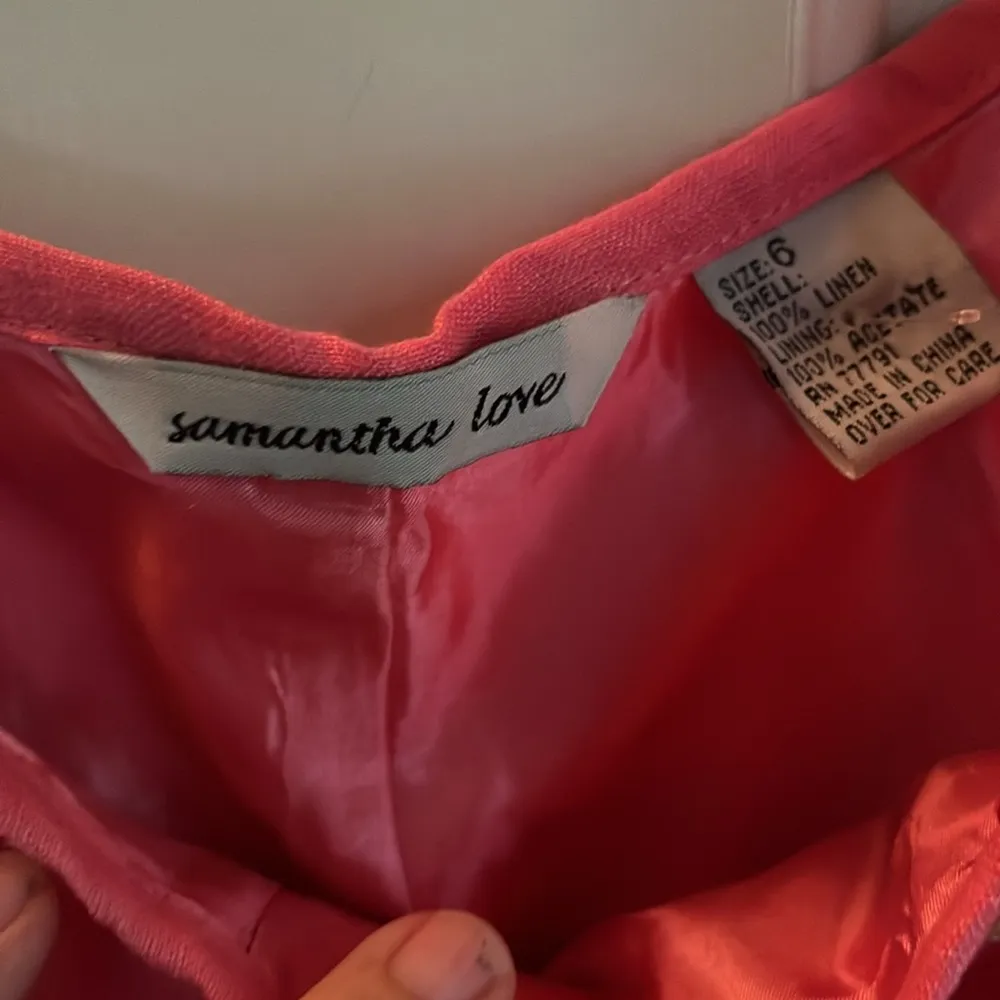 samantha love
SIZE: 6
SHELL:
100% LINEN
LINING:
100% ACETATE
RN 77791
MADE IN CHINA
OVER FOR CARE